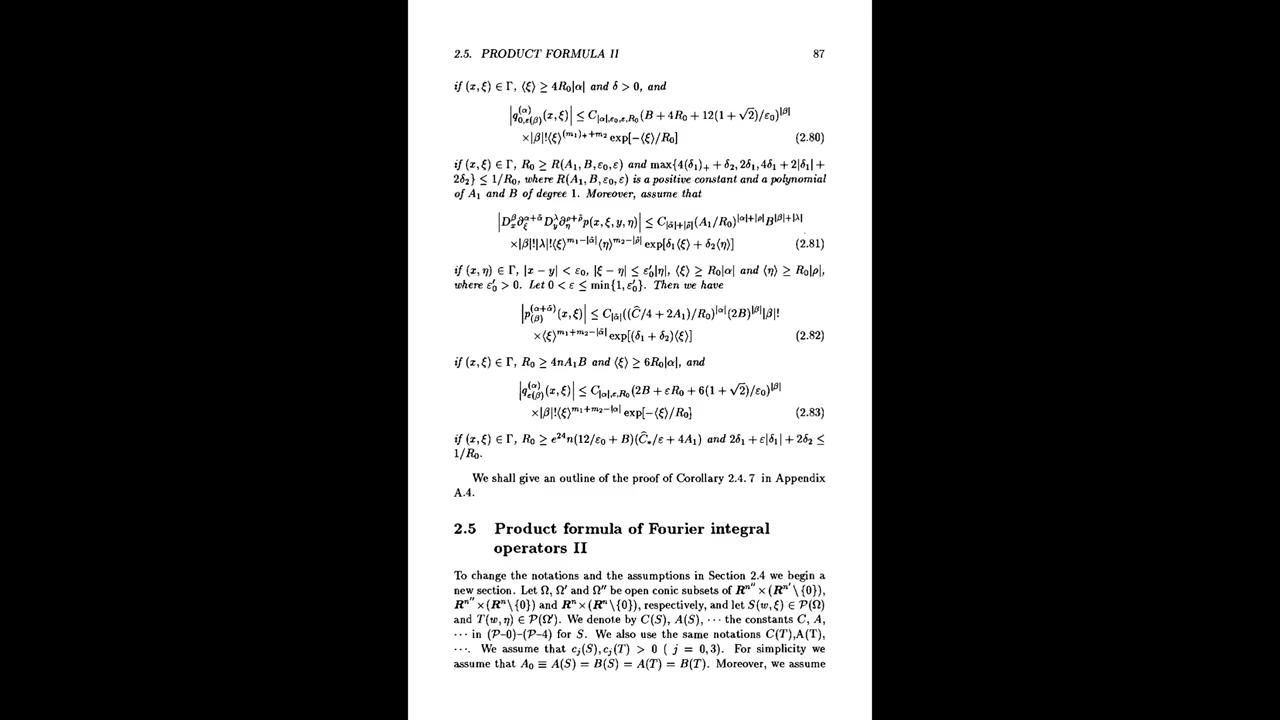 2.5. PRODUCT FORMULA II 87
if (x, ξ) ∈ Γ, ⟨ξ⟩ ≥ 4R₀|α| and δ > 0, and
|q_{0,ε(β)}^{(α)}(x, ξ)| ≤ C_{|α|,ε₀,ε,R₀}(B + 4R₀ + 12(1 + √2)/ε₀)^{|β|}
×|β|!⟨ξ⟩^{(m₁)₊+m₂} exp[−⟨ξ⟩/R₀] (2.80)
if (x, ξ) ∈ Γ, R₀ ≥ R(A₁, B, ε₀, ε) and max{4(δ₁)₊ + δ₂, 2δ₁, 4δ₁ + 2|δ₁| +
2δ₂} ≤ 1/R₀, where R(A₁, B, ε₀, ε) is a positive constant and a polynomial
of A₁ and B of degree 1. Moreover, assume that
|D_x^β ∂_ξ^{α+α̃} D_y^λ ∂_η^{ρ+ρ̃} p(x, ξ, y, η)| ≤ C_{|α̃|+|ρ̃|}(A₁/R₀)^{|α|+|ρ|} B^{|β|+|λ|}
×|β|!|λ|!⟨ξ⟩^{m₁−|α̃|}⟨η⟩^{m₂−|ρ̃|} exp[δ₁⟨ξ⟩ + δ₂⟨η⟩] (2.81)
if (x, η) ∈ Γ, |x − y| < ε₀, |ξ − η| ≤ ε₀′|η|, ⟨ξ⟩ ≥ R₀|α| and ⟨η⟩ ≥ R₀|ρ|,
where ε₀′ > 0. Let 0 < ε ≤ min{1, ε₀′}. Then we have
|p_{(β)}^{(α+α̃)}(x, ξ)| ≤ C_{|α̃|}((Ĉ/4 + 2A₁)/R₀)^{|α|}(2B)^{|β|}|β|!
×⟨ξ⟩^{m₁+m₂−|α̃|} exp[(δ₁ + δ₂)⟨ξ⟩] (2.82)
if (x, ξ) ∈ Γ, R₀ ≥ 4nA₁B and ⟨ξ⟩ ≥ 6R₀|α|, and
|q_{ε(β)}^{(α)}(x, ξ)| ≤ C_{|α|,ε,R₀}(2B + εR₀ + 6(1 + √2)/ε₀)^{|β|}
×|β|!⟨ξ⟩^{m₁+m₂−|α|} exp[−⟨ξ⟩/R₀] (2.83)
if (x, ξ) ∈ Γ, R₀ ≥ e²⁴n(12/ε₀ + B)(Ĉ_*/ε + 4A₁) and 2δ₁ + ε|δ₁| + 2δ₂ ≤
1/R₀.
We shall give an outline of the proof of Corollary 2.4.7 in Appendix
A.4.
2.5 Product formula of Fourier integral
operators II
To change the notations and the assumptions in Section 2.4 we begin a
new section. Let Ω, Ω′ and Ω″ be open conic subsets of R^{n″} × (R^{n′} \ {0}),
R^{n″} × (R^n \ {0}) and R^n × (R^n \ {0}), respectively, and let S(w, ξ) ∈ P(Ω)
and T(w, η) ∈ P(Ω′). We denote by C(S), A(S), ⋯ the constants C, A,
⋯ in (P–0)–(P–4) for S. We also use the same notations C(T),A(T),
⋯. We assume that c_j(S), c_j(T) > 0 ( j = 0, 3). For simplicity we
assume that A₀ ≡ A(S) = B(S) = A(T) = B(T). Moreover, we assume